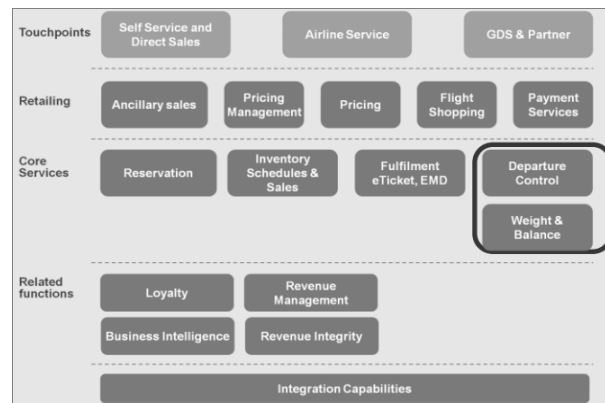 Touchpoints
Self Service and
Direct Sales
Airline Service
GDS & Partner
Retailing
Ancillary sales
Pricing
Management
Pricing
Flight
Shopping
Payment
Services
Core
Services
Reservation
Inventory
Schedules &
Sales
Fulfilment
eTicket, EMD
Departure
Control
Weight &
Balance
Related
functions
Loyalty
Revenue
Management
Business Intelligence
Revenue Integrity
Integration Capabilities